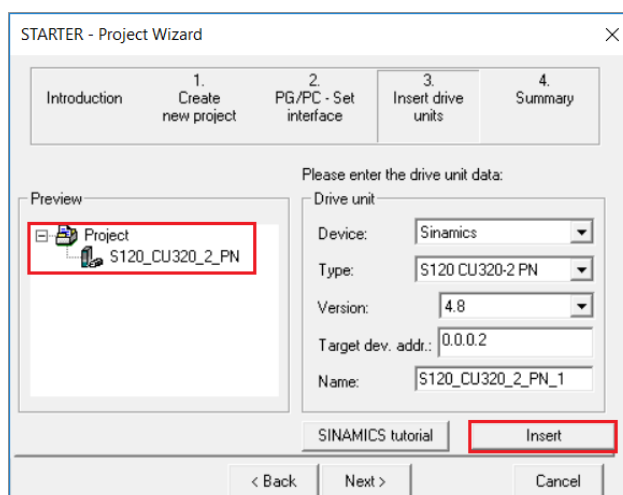 STARTER - Project Wizard
Introduction
1.
Create
new project
2.
PG/PC - Set
interface
3.
Insert drive
units
4.
Summary
Please enter the drive unit data:
Preview
Project
S120_CU320_2_PN
Drive unit
Device: Sinamics
Type: S120 CU320-2 PN
Version: 4.8
Target dev. addr.: 0.0.0.2
Name: S120_CU320_2_PN_1
SINAMICS tutorial
Insert
< Back
Next >
Cancel